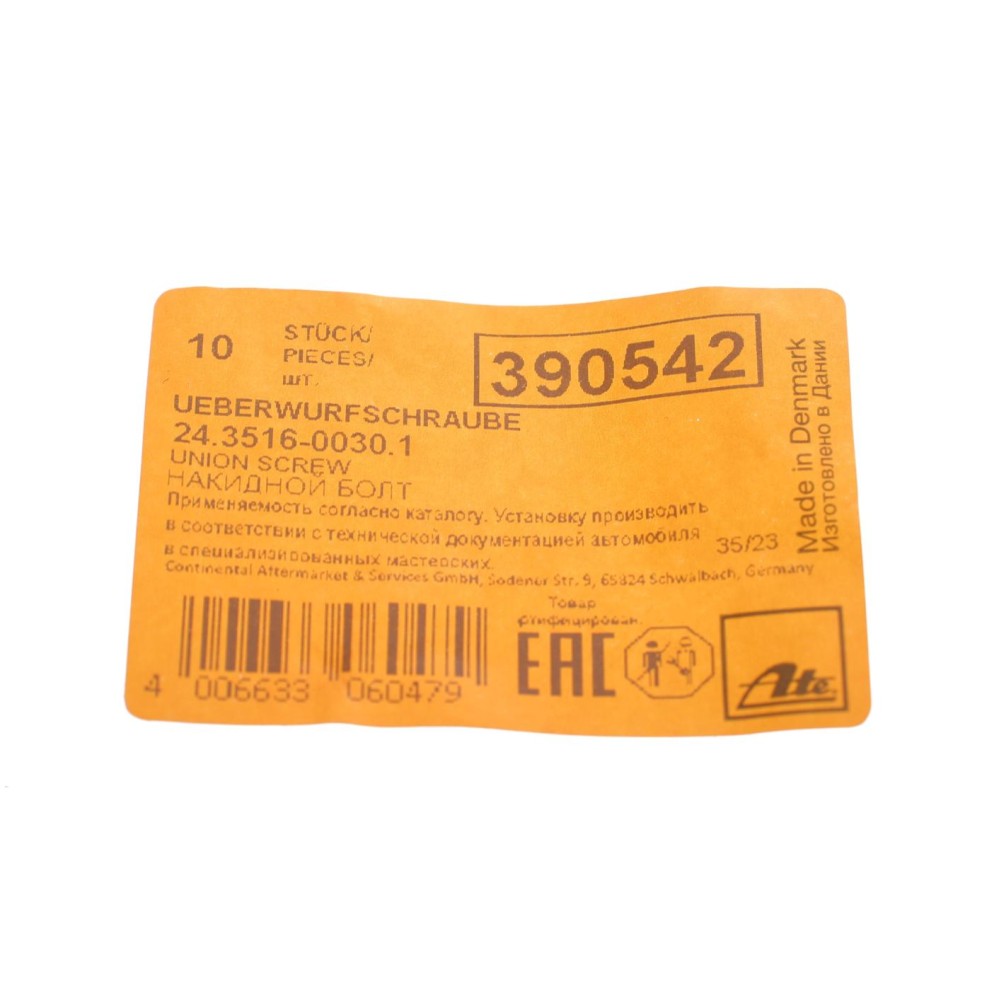 10
STÜCK/
PIECES/
шт.
390542
UEBERWURFSCHRAUBE
24.3516-0030.1
UNION SCREW
НАКИДНОЙ БОЛТ
Применяемость согласно каталогу. Установку производить
в соответствии с технической документацией автомобиля
в специализированных мастерских.
35/23
Continental Aftermarket & Services GmbH, Sodener Str. 9, 65824 Schwalbach, Germany
Made in Denmark
Изготовлено в Дании
4 006633 060479
Товар
ртифицирован.
EAC
Ate